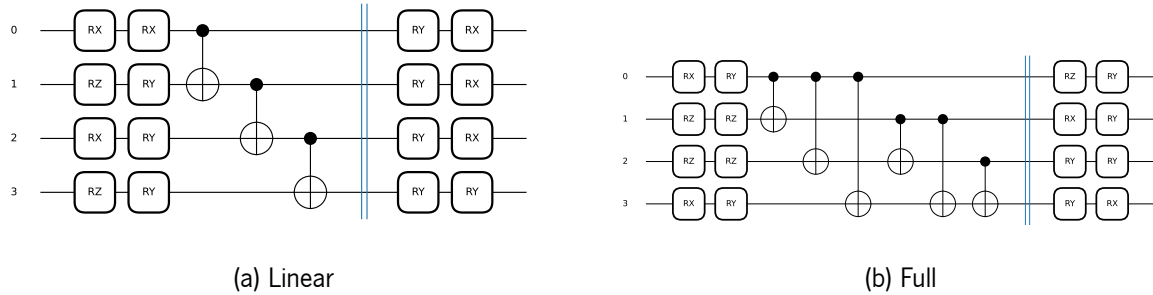 0 RX RX RY RX
1 RZ RY RY RX
2 RX RY RY RX
3 RZ RY RY RY
(a) Linear
0 RX RY RZ RY
1 RZ RZ RX RY
2 RZ RZ RY RY
3 RX RY RY RX
(b) Full